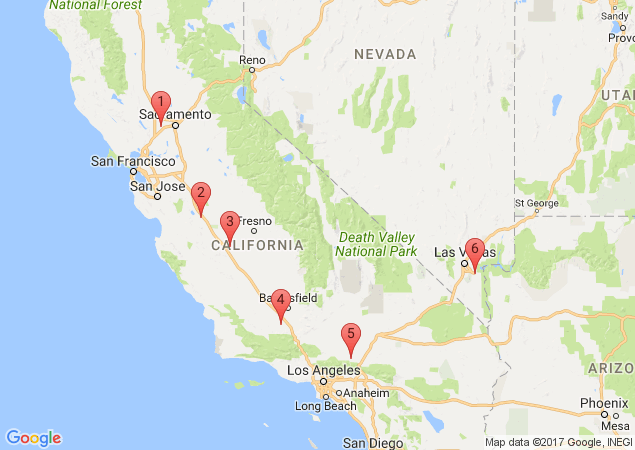 National Forest
Sandy
Provo
NEVADA
Reno
UTAH
1
Sacramento
San Francisco
San Jose
2
St George
3
Fresno
CALIFORNIA
Death Valley
National Park
Las Vegas
6
4
Bakersfield
5
Los Angeles
ARIZO
Anaheim
Long Beach
Phoenix
Mesa
San Diego
Google
Map data ©2017 Google, INEGI